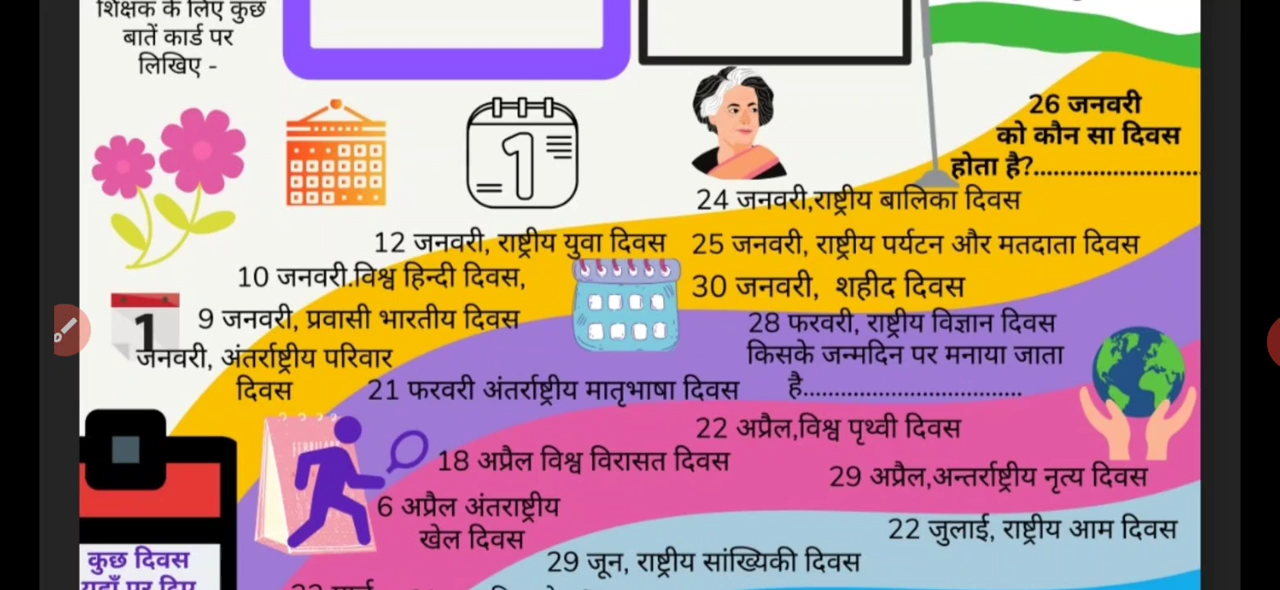 शिक्षक के लिए कुछ
बातें कार्ड पर
लिखिए -
26 जनवरी
को कौन सा दिवस
होता है?..........................
24 जनवरी,राष्ट्रीय बालिका दिवस
12 जनवरी, राष्ट्रीय युवा दिवस
25 जनवरी, राष्ट्रीय पर्यटन और मतदाता दिवस
10 जनवरी.विश्व हिन्दी दिवस,
30 जनवरी, शहीद दिवस
1
9 जनवरी, प्रवासी भारतीय दिवस
28 फरवरी, राष्ट्रीय विज्ञान दिवस
किसके जन्मदिन पर मनाया जाता
है..................................
1
जनवरी, अंतर्राष्ट्रीय परिवार
दिवस
21 फरवरी अंतर्राष्ट्रीय मातृभाषा दिवस
22 अप्रैल,विश्व पृथ्वी दिवस
18 अप्रैल विश्व विरासत दिवस
29 अप्रैल,अन्तर्राष्ट्रीय नृत्य दिवस
6 अप्रैल अंतराष्ट्रीय
खेल दिवस
22 जुलाई, राष्ट्रीय आम दिवस
29 जून, राष्ट्रीय सांख्यिकी दिवस
कुछ दिवस
यहाँ पर दिए